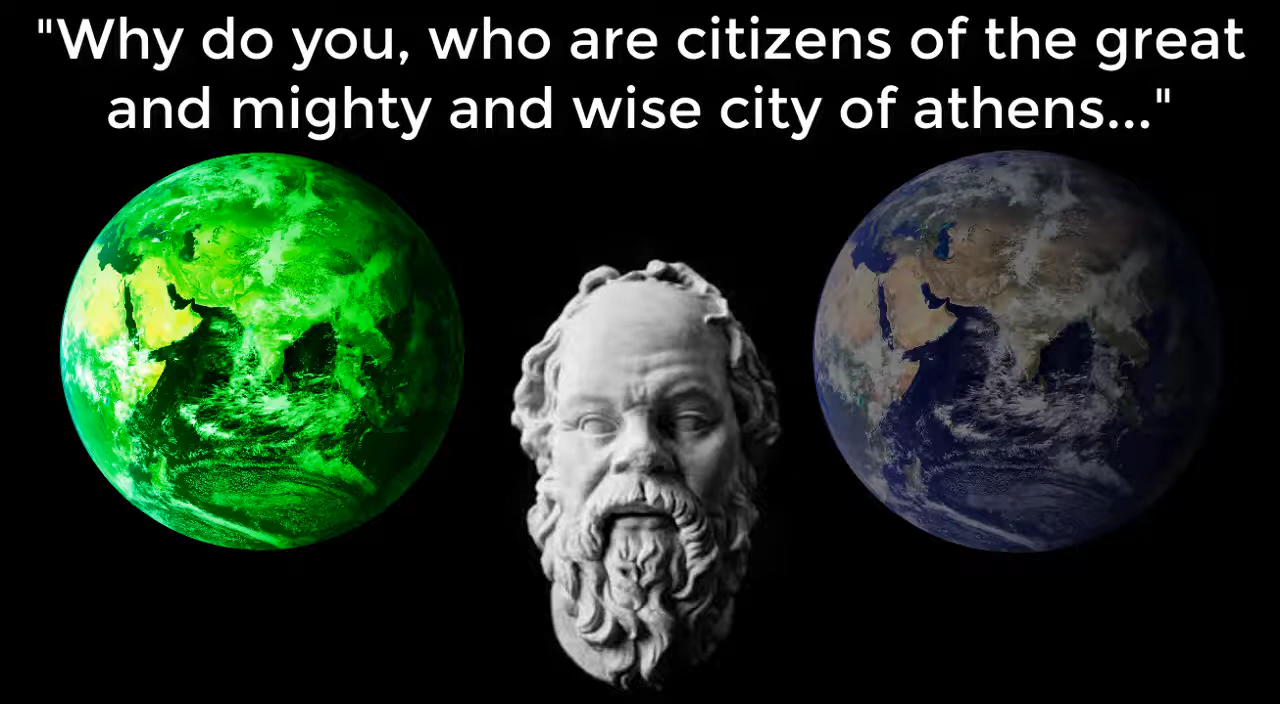 "Why do you, who are citizens of the great
and mighty and wise city of athens..."